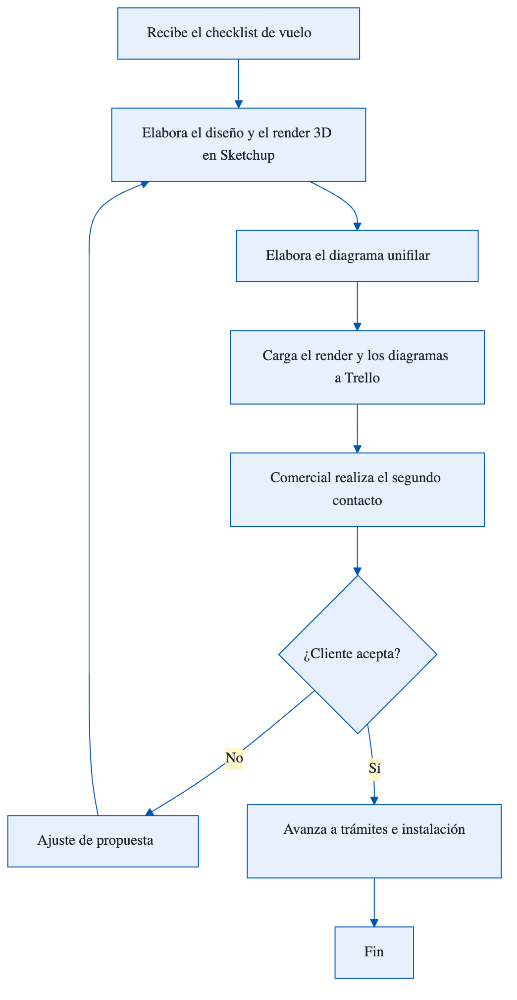 Recibe el checklist de vuelo
Elabora el diseño y el render 3D
en Sketchup
Elabora el diagrama unifilar
Carga el render y los diagramas
a Trello
Comercial realiza el segundo
contacto
¿Cliente acepta?
No
Sí
Ajuste de propuesta
Avanza a trámites e instalación
Fin